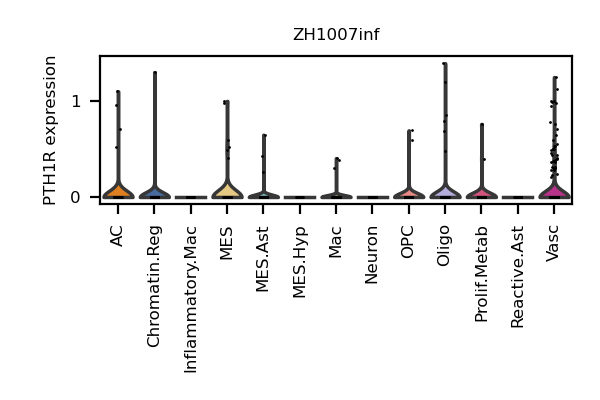 ZH1007inf
PTH1R expression
1
0
AC
Chromatin.Reg
Inflammatory.Mac
MES
MES.Ast
MES.Hyp
Mac
Neuron
OPC
Oligo
Prolif.Metab
Reactive.Ast
Vasc